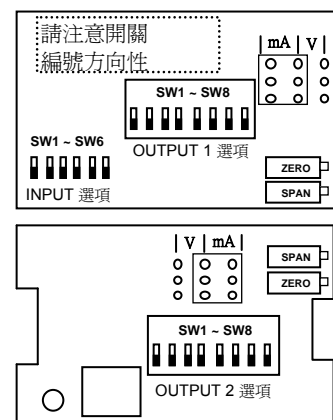 請注意開關
編號方向性
| mA | V |
SW1 ~ SW8
OUTPUT 1 選項
SW1 ~ SW6
INPUT 選項
ZERO
SPAN
| V | mA |
SPAN
ZERO
SW1 ~ SW8
OUTPUT 2 選項